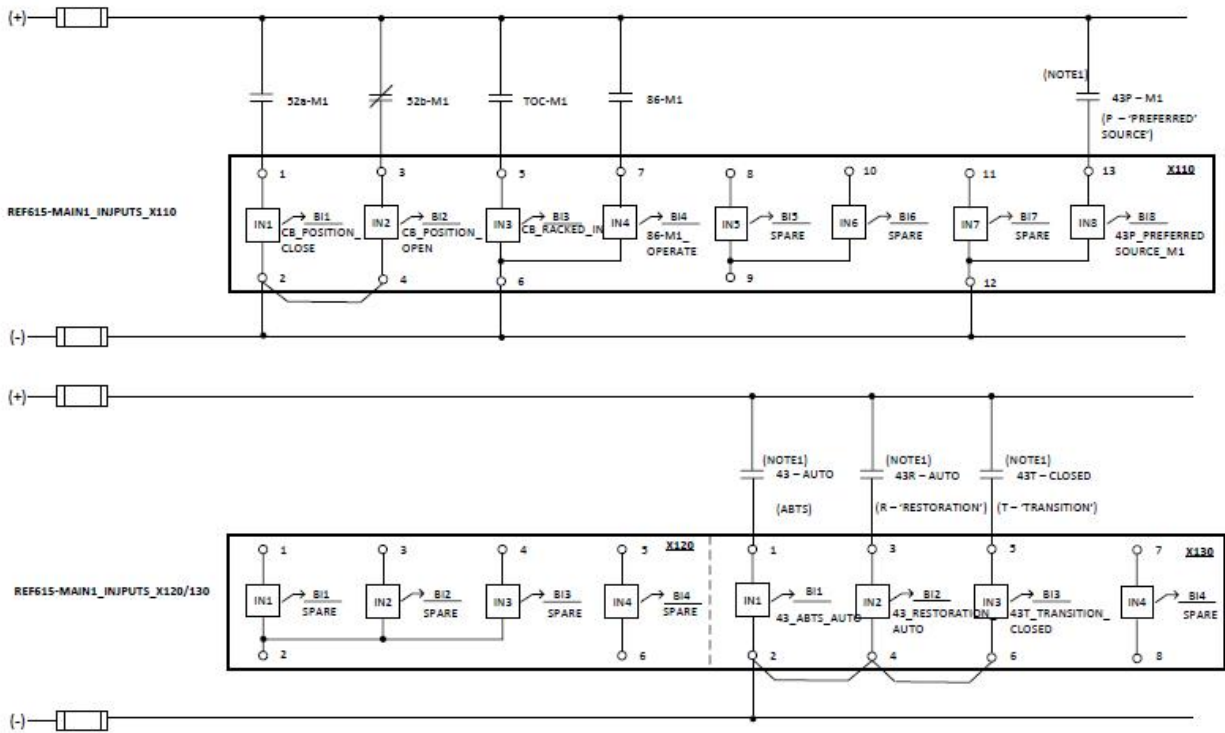 (+)
52a-M1
52b-M1
TOC-M1
86-M1
(NOTE1)
43P – M1
(P – 'PREFERRED'
SOURCE')
1
3
5
7
8
10
11
13
X110
REF615-MAIN1_INJPUTS_X110
IN1
BI1
CB_POSITION_
CLOSE
IN2
BI2
CB_POSITION_
OPEN
IN3
BI3
CB_RACKED_IN
IN4
BI4
86-M1_
OPERATE
IN5
BI5
SPARE
IN6
BI6
SPARE
IN7
BI7
SPARE
IN8
BI8
43P_PREFERRED
SOURCE_M1
2
4
6
9
12
(-)
(+)
(NOTE1)
43 – AUTO
(ABTS)
(NOTE1)
43R – AUTO
(R – 'RESTORATION')
(NOTE1)
43T – CLOSED
(T – 'TRANSITION')
1
3
4
5
X120
1
3
5
7
X130
REF615-MAIN1_INJPUTS_X120/130
IN1
BI1
SPARE
IN2
BI2
SPARE
IN3
BI3
SPARE
IN4
BI4
SPARE
IN1
BI1
43_ABTS_AUTO
IN2
BI2
43_RESTORATION_
AUTO
IN3
BI3
43T_TRANSITION_
CLOSED
IN4
BI4
SPARE
2
6
2
4
6
8
(-)